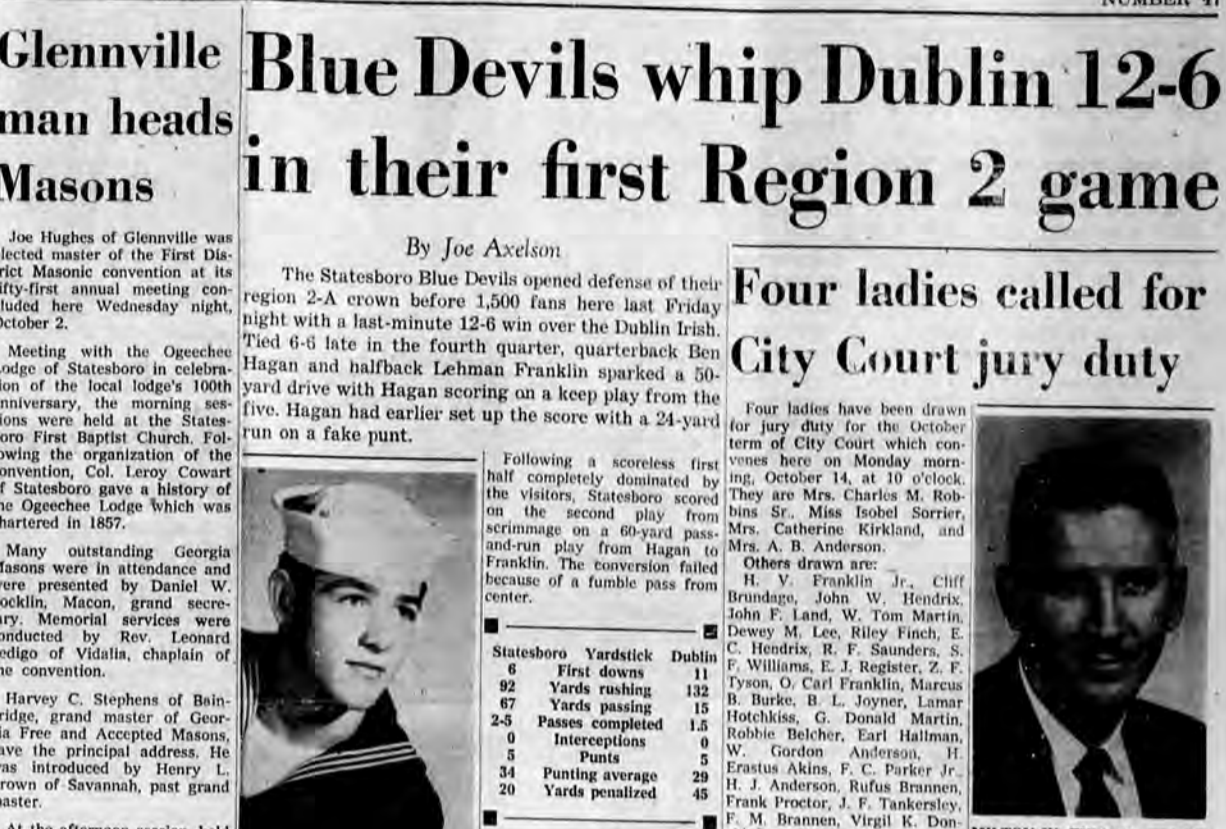 NUMBER 47
Glennville
man heads
Masons
Joe Hughes of Glennville was
lected master of the First Dis-
rict Masonic convention at its
ifty-first annual meeting con-
luded here Wednesday night,
October 2.
Meeting with the Ogeechee
odge of Statesboro in celebra-
ion of the local lodge's 100th
nniversary, the morning ses-
ions were held at the States-
oro First Baptist Church. Fol-
owing the organization of the
onvention, Col. Leroy Cowart
f Statesboro gave a history of
he Ogeechee Lodge which was
hartered in 1857.
Many outstanding Georgia
Masons were in attendance and
ere presented by Daniel W.
ocklin, Macon, grand secre-
ary. Memorial services were
onducted by Rev. Leonard
edigo of Vidalia, chaplain of
he convention.
Harvey C. Stephens of Bain-
ridge, grand master of Geor-
ia Free and Accepted Masons,
ave the principal address. He
as introduced by Henry L.
rown of Savannah, past grand
aster.
At the afternoon session held
Blue Devils whip Dublin 12-6
in their first Region 2 game
By Joe Axelson
The Statesboro Blue Devils opened defense of their
region 2-A crown before 1,500 fans here last Friday
night with a last-minute 12-6 win over the Dublin Irish.
Tied 6-6 late in the fourth quarter, quarterback Ben
Hagan and halfback Lehman Franklin sparked a 50-
yard drive with Hagan scoring on a keep play from the
five. Hagan had earlier set up the score with a 24-yard
run on a fake punt.
Following a scoreless first
half completely dominated by
the visitors, Statesboro scored
on the second play from
scrimmage on a 60-yard pass-
and-run play from Hagan to
Franklin. The conversion failed
because of a fumble pass from
center.
Statesboro Yardstick Dublin
6 First downs 11
92 Yards rushing 132
67 Yards passing 15
2-5 Passes completed 1.5
0 Interceptions 0
5 Punts 5
34 Punting average 29
20 Yards penalized 45
Four ladies called for
City Court jury duty
Four ladies have been drawn
for jury duty for the October
term of City Court which con-
venes here on Monday morn-
ing, October 14, at 10 o'clock.
They are Mrs. Charles M. Rob-
bins Sr., Miss Isobel Sorrier,
Mrs. Catherine Kirkland, and
Mrs. A. B. Anderson.
Others drawn are:
H. V. Franklin Jr., Cliff
Brundage, John W. Hendrix,
John F. Land, W. Tom Martin,
Dewey M. Lee, Riley Finch, E.
C. Hendrix, R. F. Saunders, S.
F. Williams, E. J. Register, Z. F.
Tyson, O. Carl Franklin, Marcus
B. Burke, B. L. Joyner, Lamar
Hotchkiss, G. Donald Martin,
Robbie Belcher, Earl Hallman,
W. Gordon Anderson, H.
Erastus Akins, F. C. Parker Jr.,
H. J. Anderson, Rufus Brannen,
Frank Proctor, J. F. Tankersley,
F. M. Brannen, Virgil K. Don-